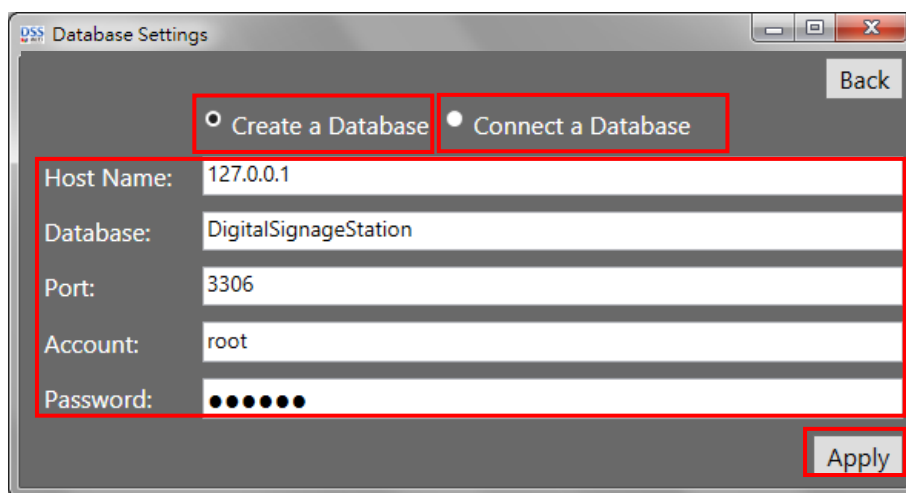 DSS Database Settings
Back
Create a Database Connect a Database
Host Name: 127.0.0.1
Database: DigitalSignageStation
Port: 3306
Account: root
Password: ●●●●●●
Apply